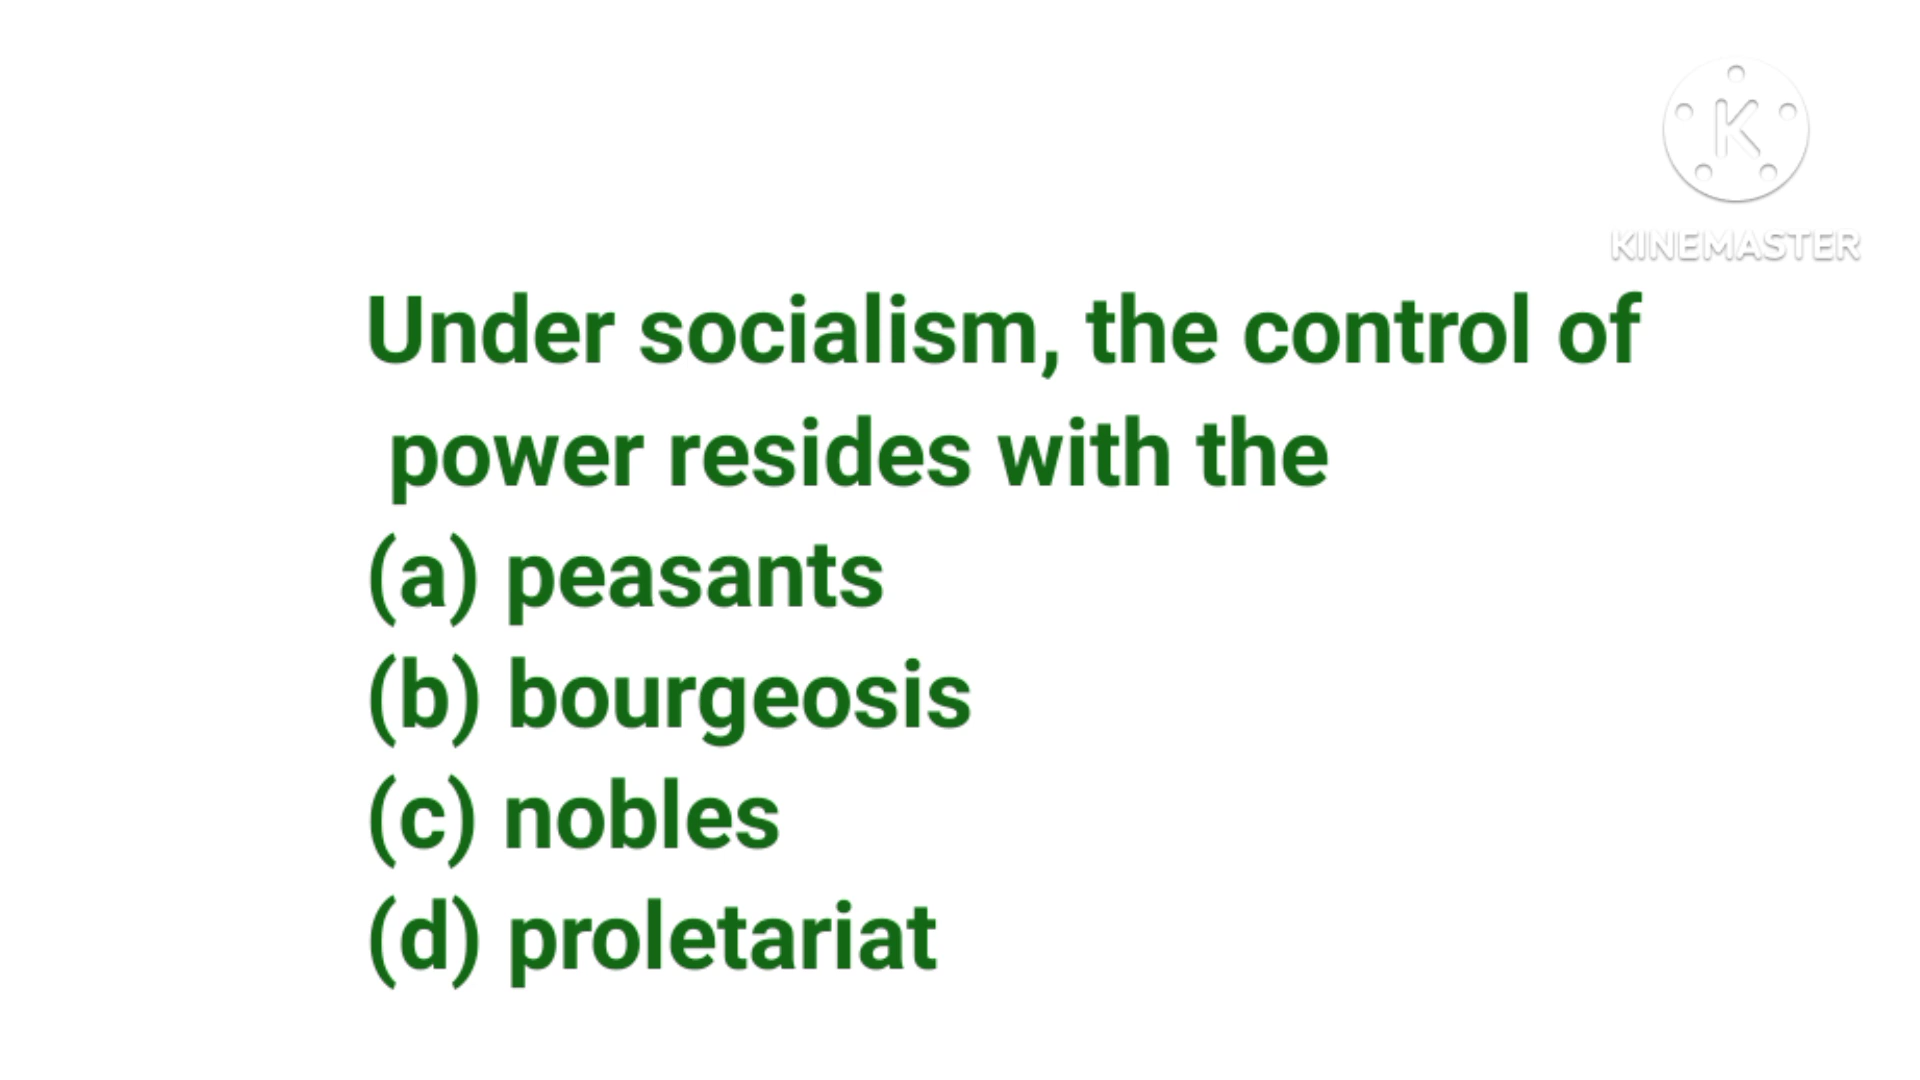 K
KINEMASTER
Under socialism, the control of
power resides with the
(a) peasants
(b) bourgeosis
(c) nobles
(d) proletariat